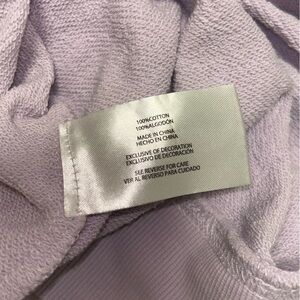 100%COTTON
100%ALGODÓN
MADE IN CHINA
HECHO EN CHINA
EXCLUSIVE OF DECORATION
EXCLUSIVO DE DECORACIÓN
SEE REVERSE FOR CARE
VER AL REVERSO PARA CUIDADO